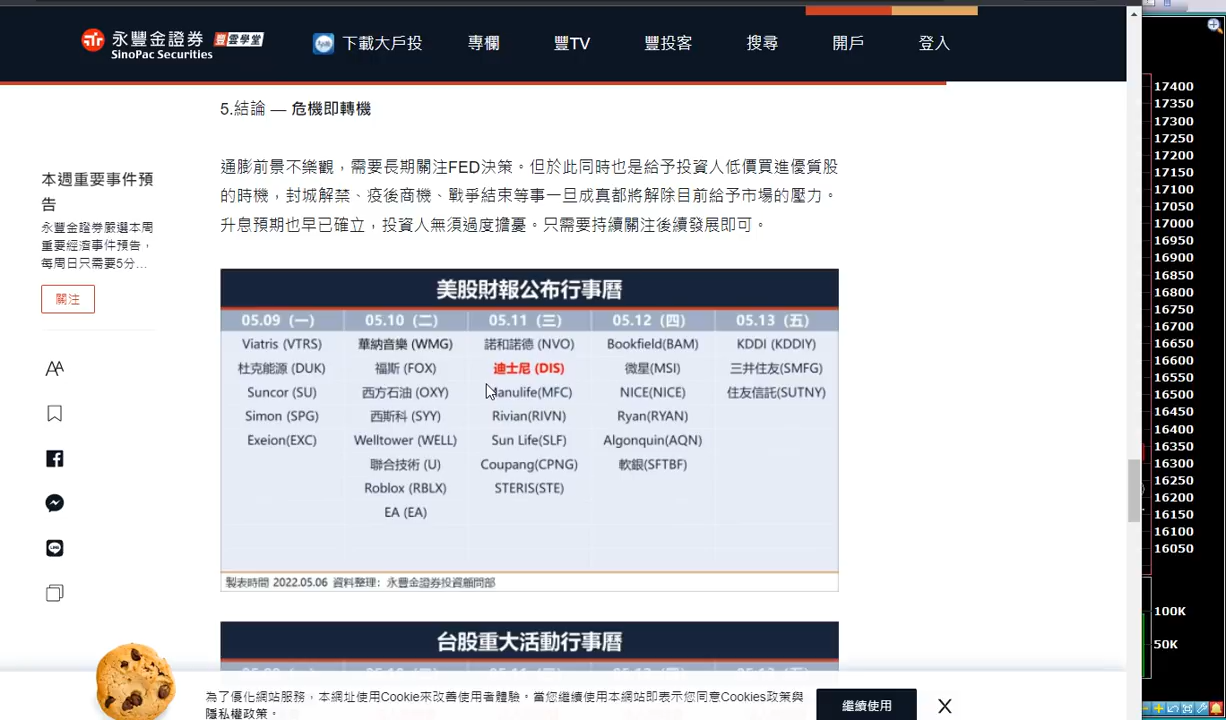 永豐金證券 豐雲學堂
SinoPac Securities
下載大戶投 專欄 豐TV 豐投客 搜尋 開戶 登入
5.結論 — 危機即轉機
通膨前景不樂觀，需要長期關注FED決策。但於此同時也是給予投資人低價買進優質股
的時機，封城解禁、疫後商機、戰爭結束等事一旦成真都將解除目前給予市場的壓力。
升息預期也早已確立，投資人無須過度擔憂。只需要持續關注後續發展即可。
本週重要事件預
告
永豐金證券嚴選本周
重要經濟事件預告，
每周日只需要5分...
關注
AA
美股財報公布行事曆
05.09（一） 05.10（二） 05.11（三） 05.12（四） 05.13（五）
Viatris (VTRS) 華納音樂 (WMG) 諾和諾德 (NVO) Bookfield(BAM) KDDI (KDDIY)
杜克能源 (DUK) 福斯 (FOX) 迪士尼 (DIS) 微星(MSI) 三井住友(SMFG)
Suncor (SU) 西方石油 (OXY) Manulife(MFC) NICE(NICE) 住友信託(SUTNY)
Simon (SPG) 西斯科 (SYY) Rivian(RIVN) Ryan(RYAN)
Exeion(EXC) Welltower (WELL) Sun Life(SLF) Algonquin(AQN)
聯合技術 (U) Coupang(CPNG) 軟銀(SFTBF)
Roblox (RBLX) STERIS(STE)
EA (EA)
製表時間 2022.05.06 資料整理：永豐金證券投資顧問部
台股重大活動行事曆
為了優化網站服務，本網址使用Cookie來改善使用者體驗。當您繼續使用本網站即表示您同意Cookies政策與
隱私權政策。
繼續使用 X
17400
17350
17300
17250
17200
17150
17100
17050
17000
16950
16900
16850
16800
16750
16700
16650
16600
16550
16500
16450
16400
16350
16300
16250
16200
16150
16100
16050
100K
50K